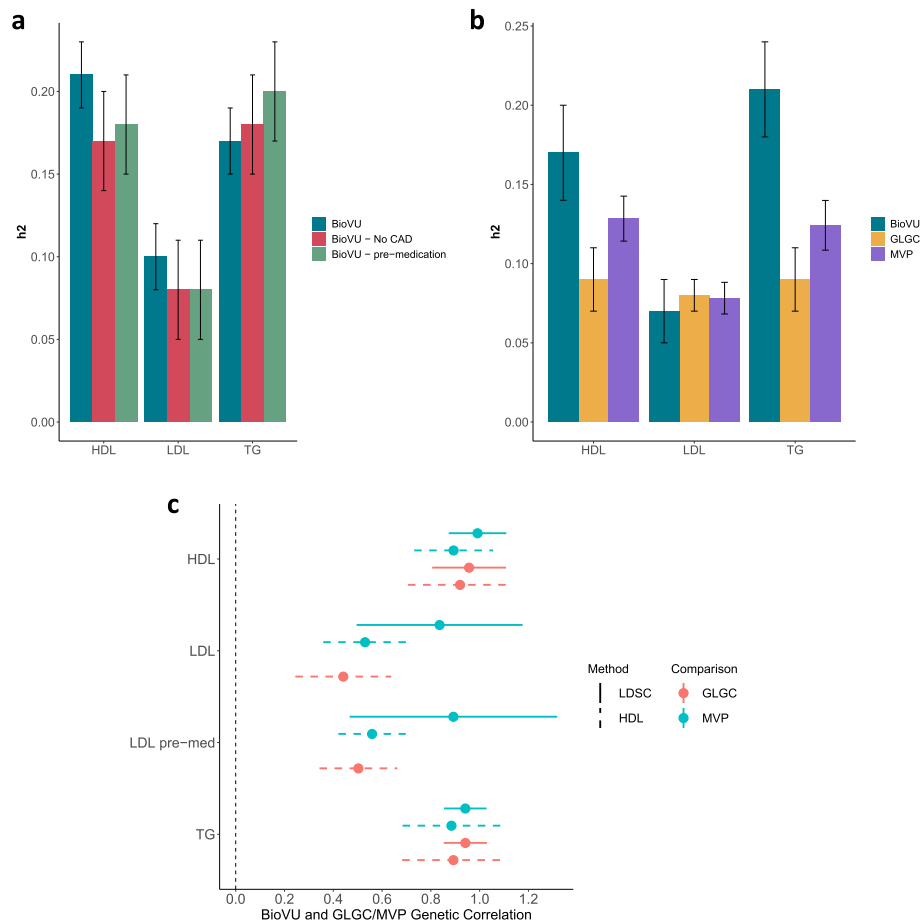 a
h2
0.20
0.15
0.10
0.05
0.00
HDL LDL TG
BioVU
BioVU − No CAD
BioVU − pre−medication
b
h2
0.25
0.20
0.15
0.10
0.05
0.00
HDL LDL TG
BioVU
GLGC
MVP
c
HDL
LDL
LDL pre−med
TG
0.0 0.2 0.4 0.6 0.8 1.0 1.2
BioVU and GLGC/MVP Genetic Correlation
Method
LDSC
HDL
Comparison
GLGC
MVP